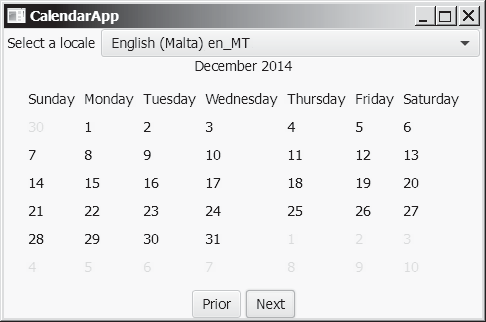 CalendarApp
Select a locale English (Malta) en_MT
December 2014
Sunday Monday Tuesday Wednesday Thursday Friday Saturday
30 1 2 3 4 5 6
7 8 9 10 11 12 13
14 15 16 17 18 19 20
21 22 23 24 25 26 27
28 29 30 31 1 2 3
4 5 6 7 8 9 10
Prior Next